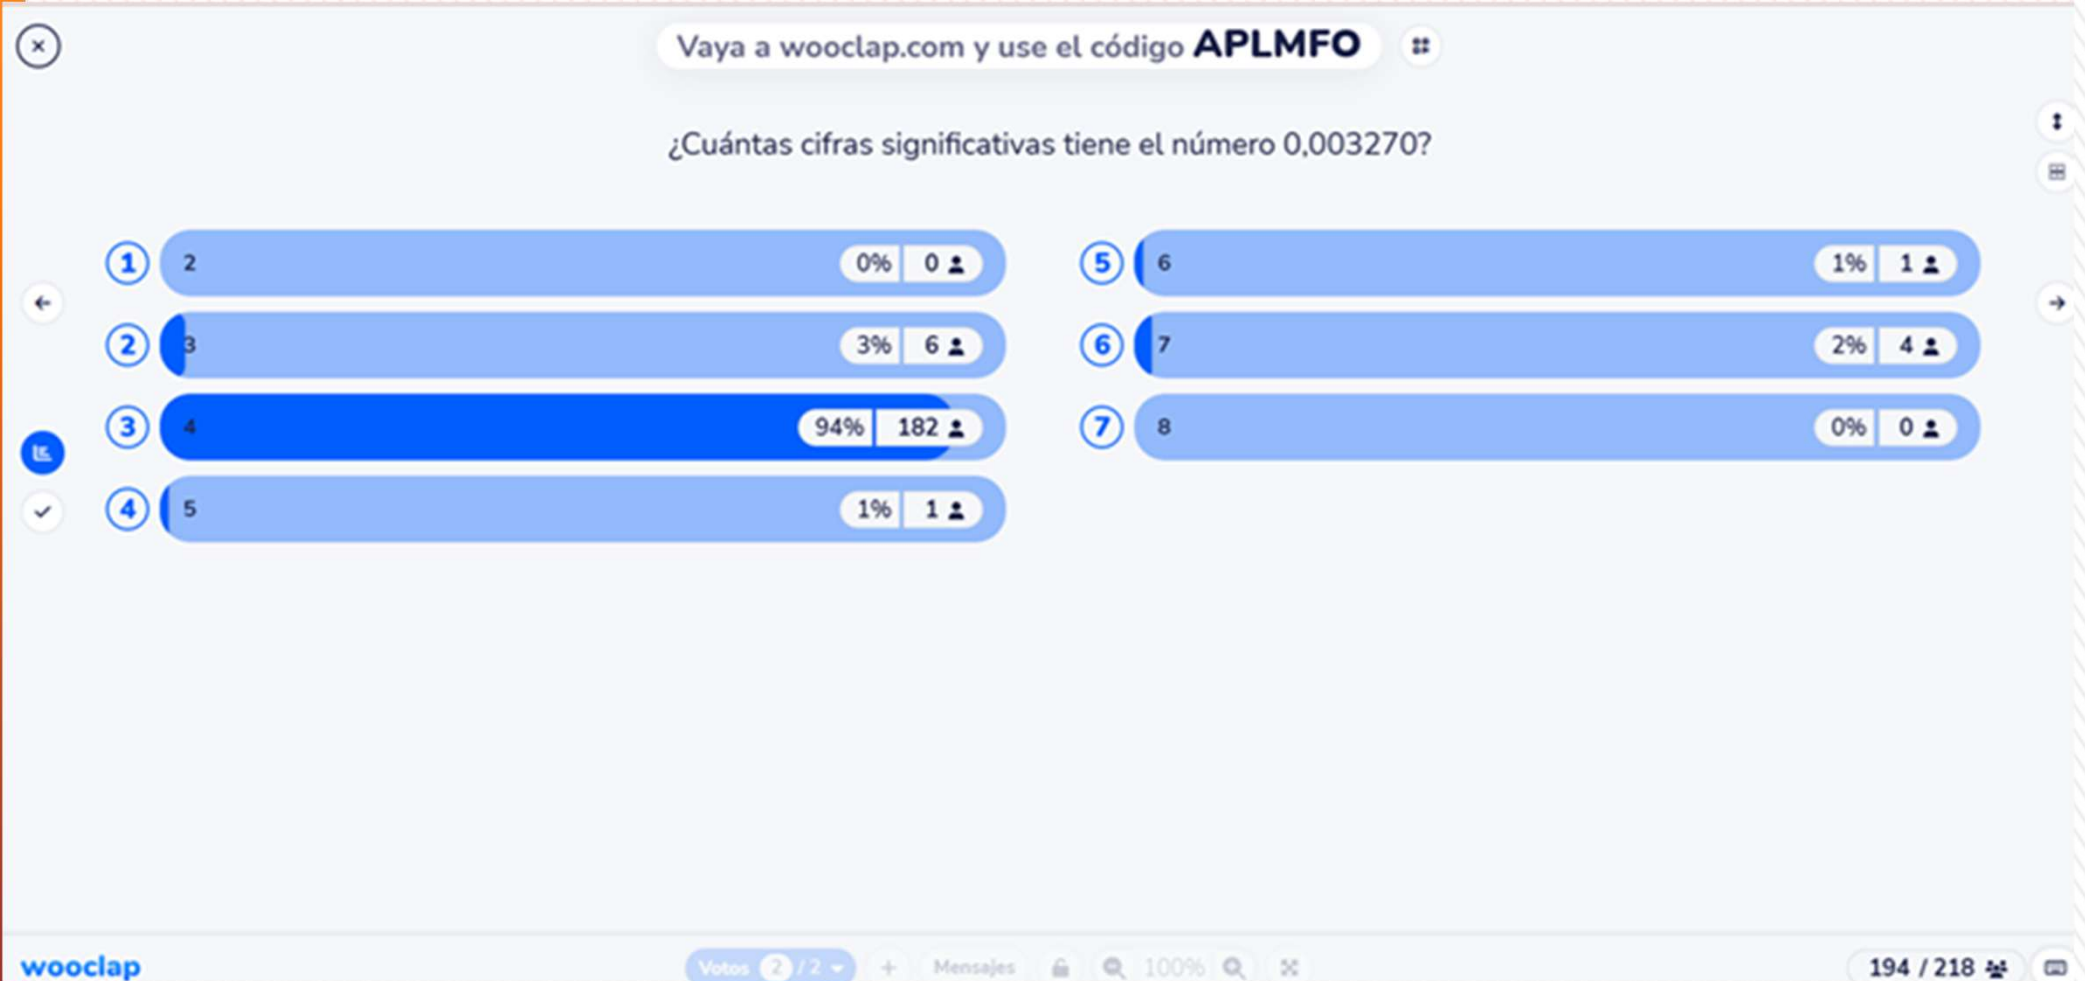 Vaya a wooclap.com y use el código APLMFO
¿Cuántas cifras significativas tiene el número 0,003270?
1 2 0% 0
2 3 3% 6
3 4 94% 182
4 5 1% 1
5 6 1% 1
6 7 2% 4
7 8 0% 0
wooclap
Votos 2 / 2
+ Mensajes
100%
194 / 218